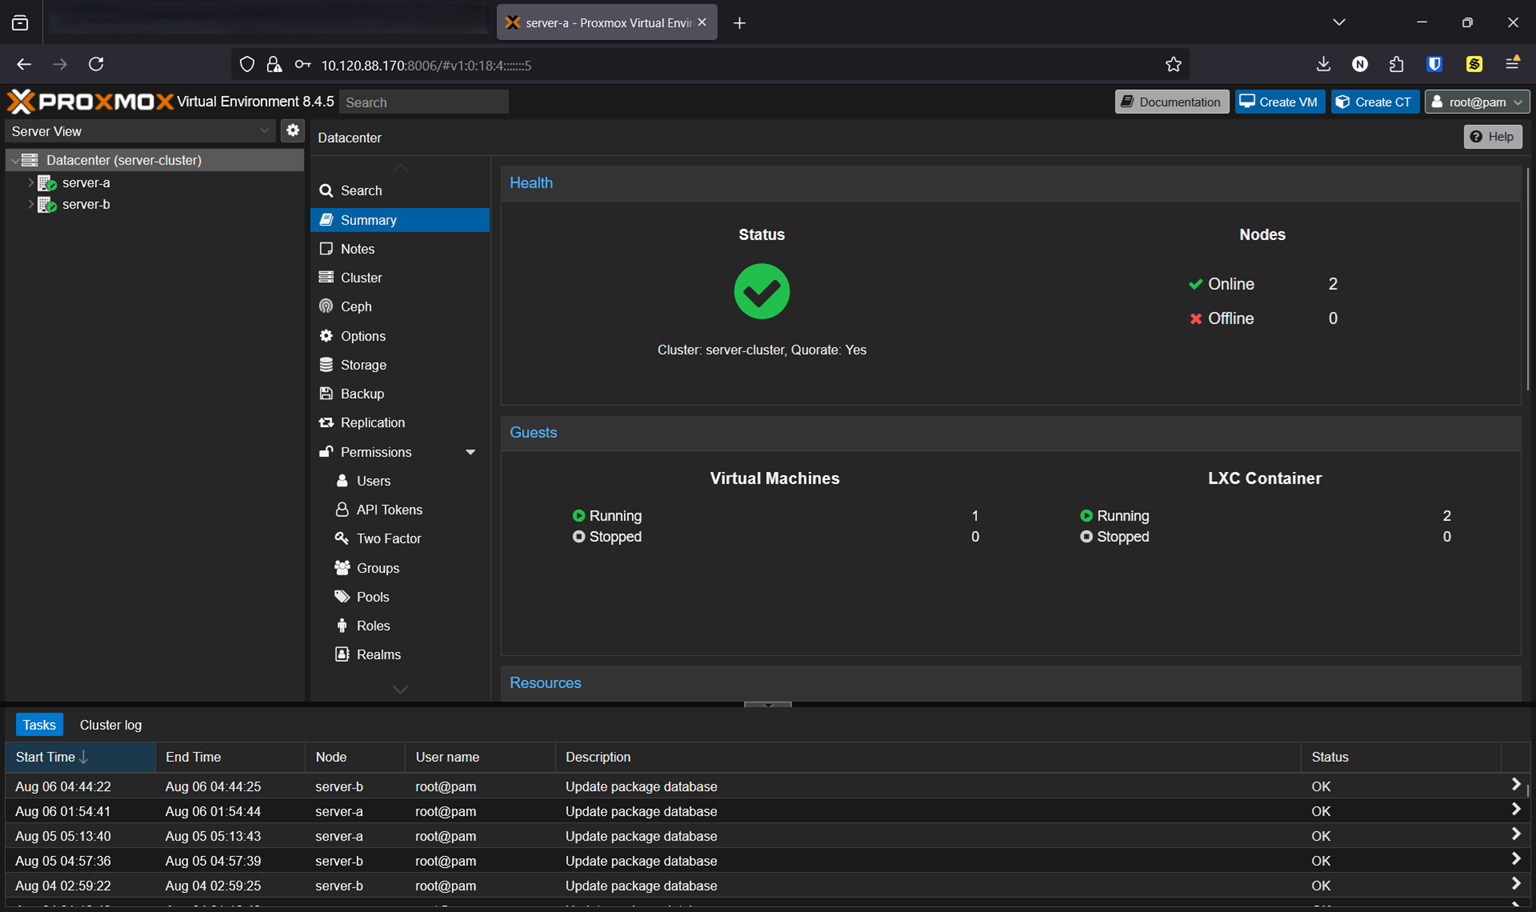 server-a - Proxmox Virtual Envir
10.120.88.170:8006/#v1:0:18:4:::::::5
PROXMOX Virtual Environment 8.4.5
Search
Documentation
Create VM
Create CT
root@pam
Server View
Datacenter
Help
Datacenter (server-cluster)
server-a
server-b
Search
Summary
Notes
Cluster
Ceph
Options
Storage
Backup
Replication
Permissions
Users
API Tokens
Two Factor
Groups
Pools
Roles
Realms
Health
Status
Cluster: server-cluster, Quorate: Yes
Nodes
Online 2
Offline 0
Guests
Virtual Machines
Running 1
Stopped 0
LXC Container
Running 2
Stopped 0
Resources
Tasks Cluster log
Start Time End Time Node User name Description Status
Aug 06 04:44:22 Aug 06 04:44:25 server-b root@pam Update package database OK
Aug 06 01:54:41 Aug 06 01:54:44 server-a root@pam Update package database OK
Aug 05 05:13:40 Aug 05 05:13:43 server-a root@pam Update package database OK
Aug 05 04:57:36 Aug 05 04:57:39 server-b root@pam Update package database OK
Aug 04 02:59:22 Aug 04 02:59:25 server-b root@pam Update package database OK